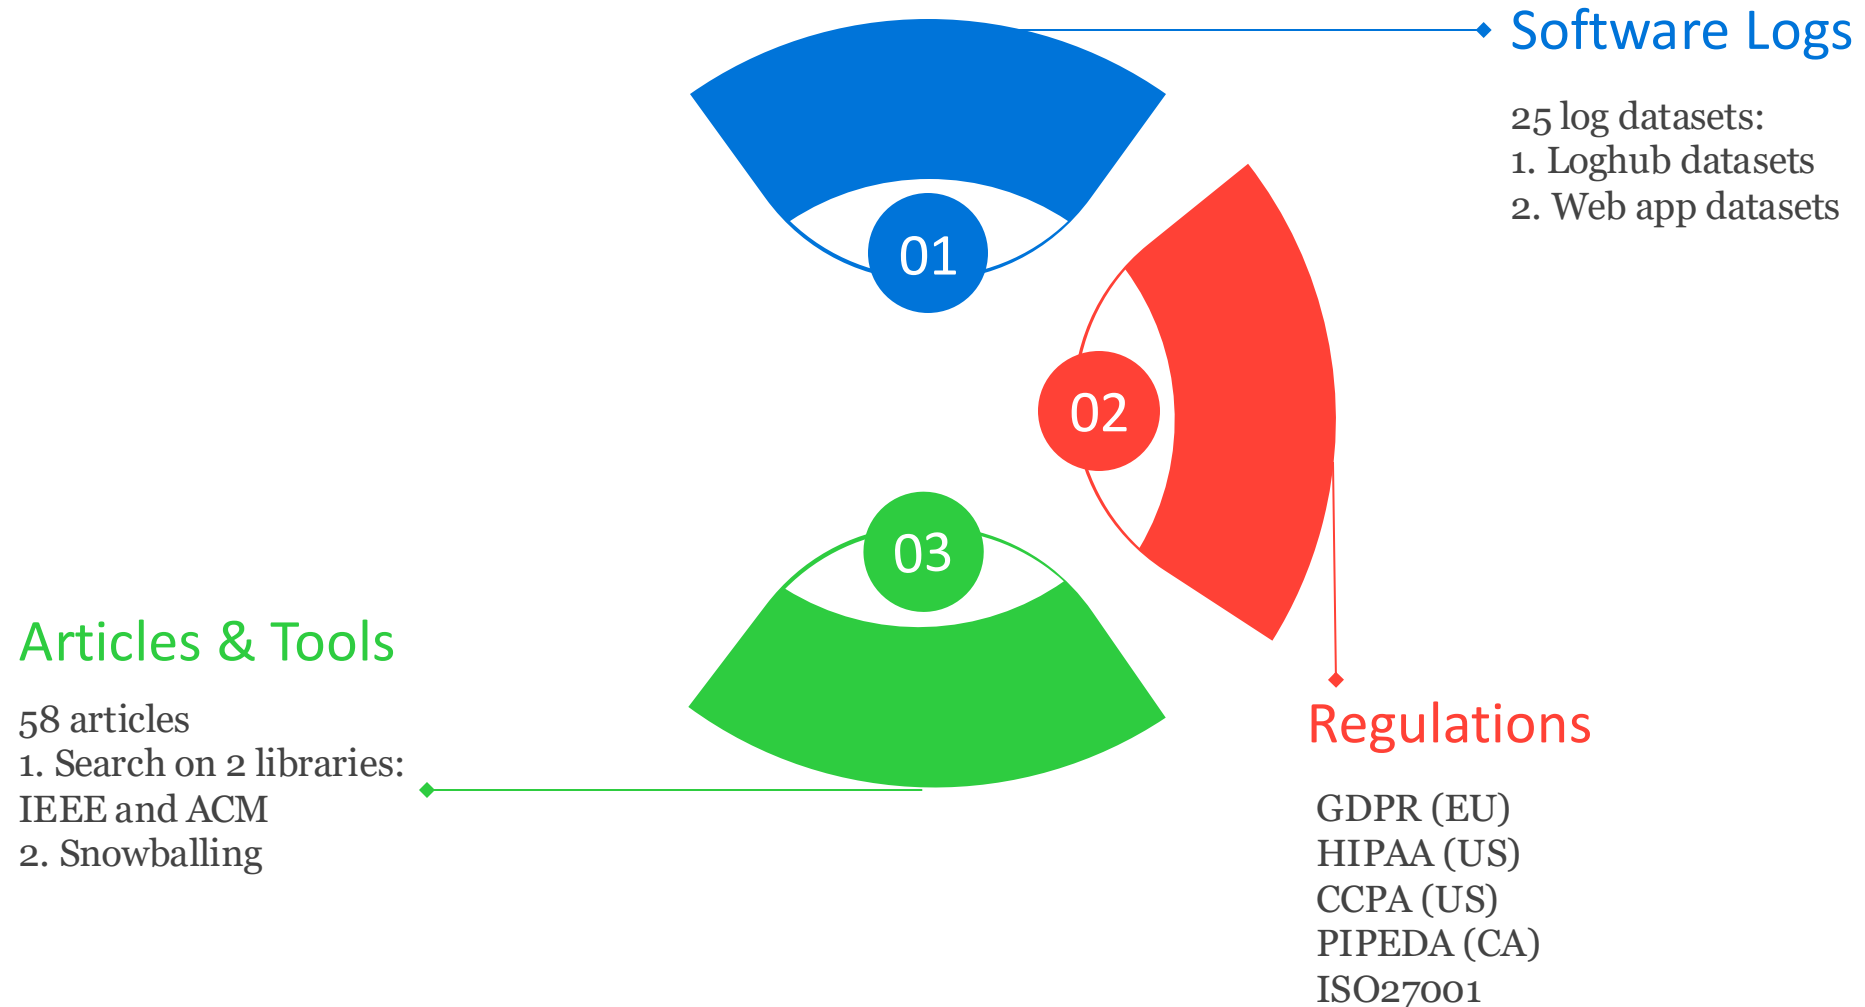 Software Logs
25 log datasets:
1. Loghub datasets
2. Web app datasets
01
02
03
Articles & Tools
58 articles
1. Search on 2 libraries:
IEEE and ACM
2. Snowballing
Regulations
GDPR (EU)
HIPAA (US)
CCPA (US)
PIPEDA (CA)
ISO27001